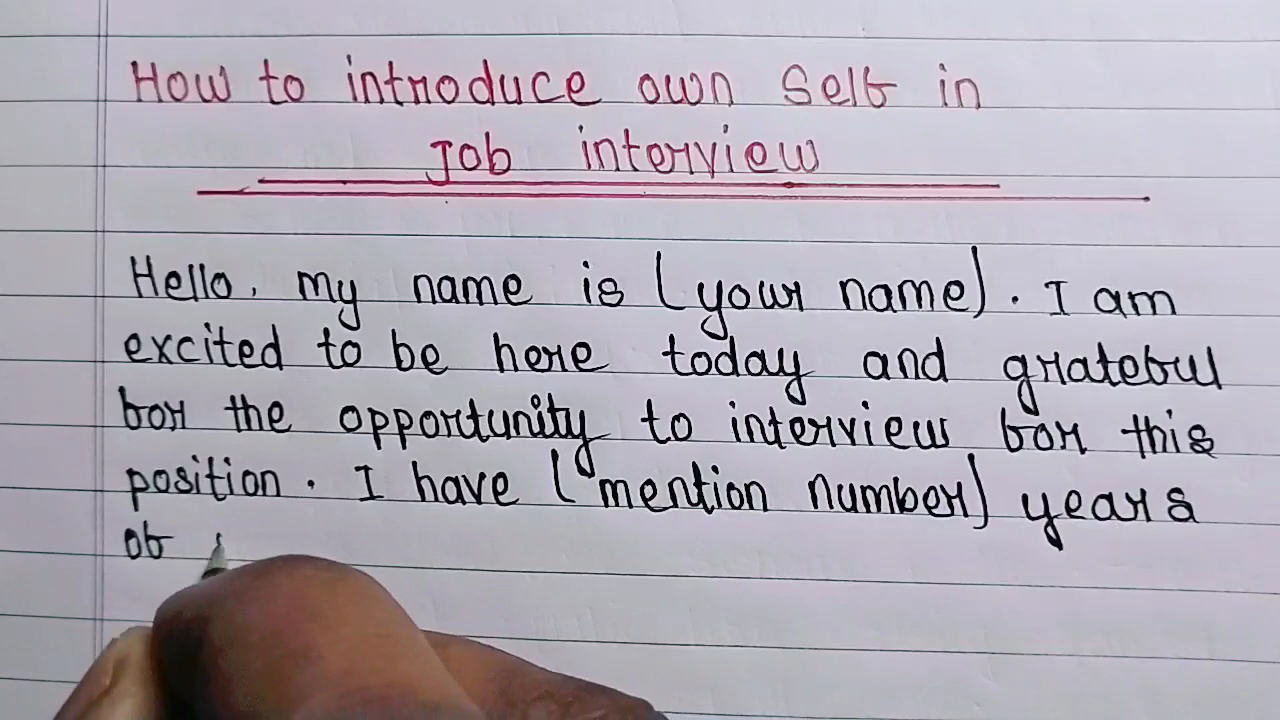 How to introduce own Self in
Job interview
Hello, my name is (your name). I am
excited to be here today and grateful
for the opportunity to interview for this
position. I have (mention number) years
of